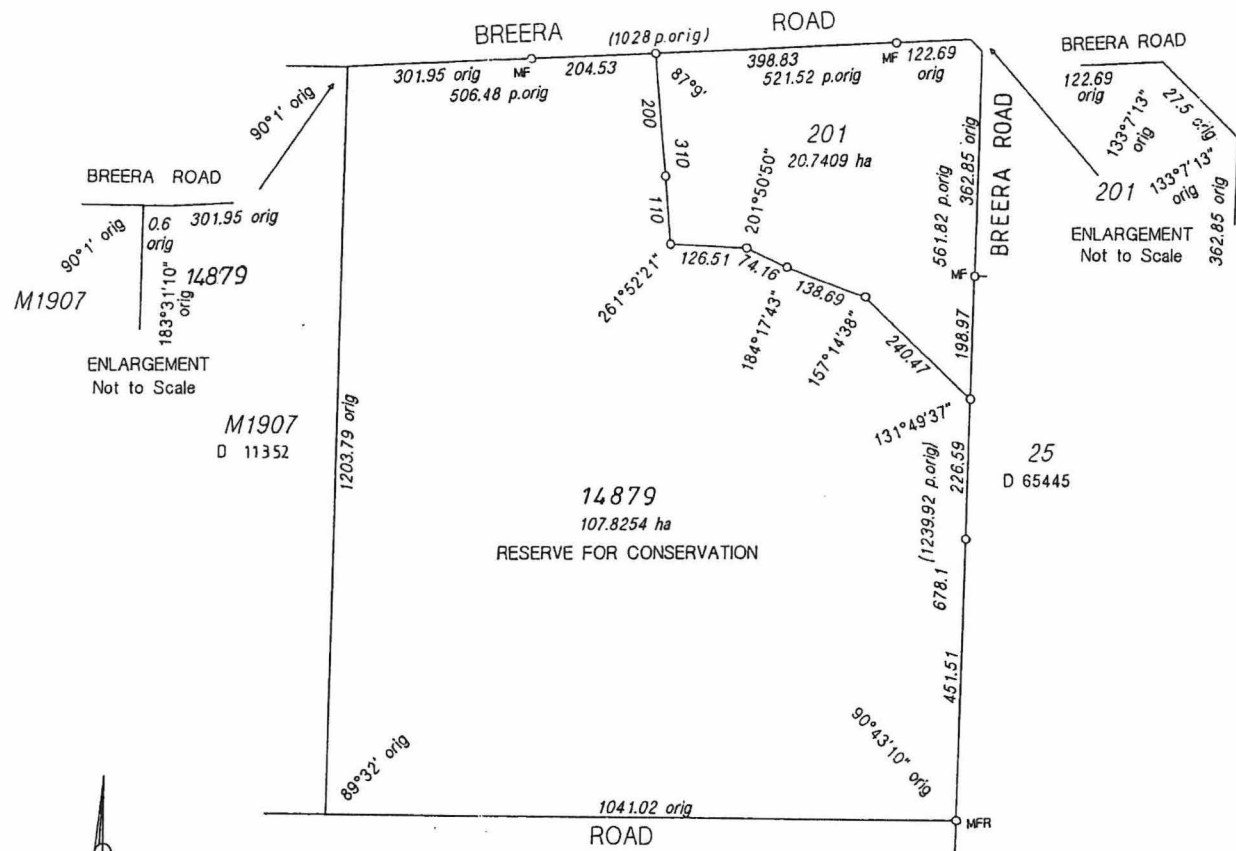 BREERA
ROAD
(1028 p.orig)
301.95 orig
MF
204.53
506.48 p.orig
398.83
521.52 p.orig
MF
122.69
orig
87°9'
BREERA ROAD
122.69
orig
27.5 orig
133°7'13"
orig
133°7'13"
orig
201
362.85 orig
ENLARGEMENT
Not to Scale
90°1' orig
BREERA ROAD
0.6
orig
301.95 orig
90°1' orig
183°31'10"
orig
14879
M1907
ENLARGEMENT
Not to Scale
200
310
110
201
20.7409 ha
561.82 p.orig
362.85 orig
BREERA ROAD
MF
198.97
201°50'50"
126.51
74.16
138.69
240.47
261°52'21"
184°17'43"
157°14'38"
131°49'37"
M1907
D 11352
1203.79 orig
14879
107.8254 ha
RESERVE FOR CONSERVATION
25
D 65445
(1239.92 p.orig)
226.59
678.1
451.51
89°32' orig
90°43'10" orig
1041.02 orig
ROAD
MFR